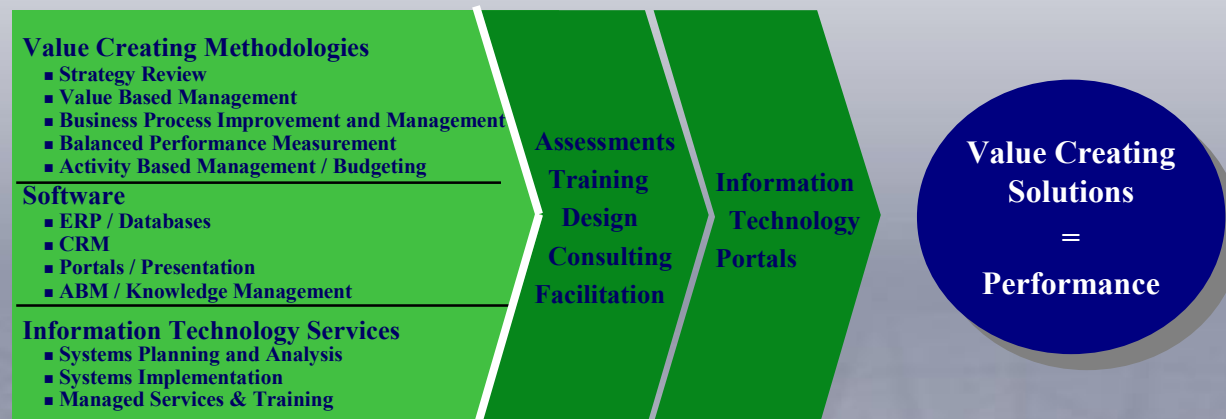 Value Creating Methodologies
▪ Strategy Review
▪ Value Based Management
▪ Business Process Improvement and Management
▪ Balanced Performance Measurement
▪ Activity Based Management / Budgeting
Software
▪ ERP / Databases
▪ CRM
▪ Portals / Presentation
▪ ABM / Knowledge Management
Information Technology Services
▪ Systems Planning and Analysis
▪ Systems Implementation
▪ Managed Services & Training
Assessments
Training
Design
Consulting
Facilitation
Information
Technology
Portals
Value Creating
Solutions
=
Performance